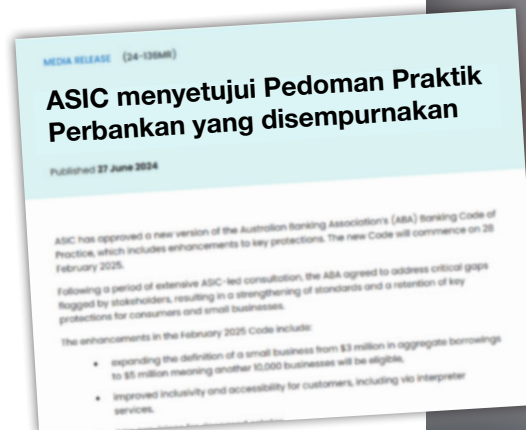 MEDIA RELEASE (24-138MR)
ASIC menyetujui Pedoman Praktik
Perbankan yang disempurnakan
Published 27 June 2024
ASIC has approved a new version of the Australian Banking Association's (ABA) Banking Code of
Practice, which includes enhancements to key protections. The new Code will commence on 28
February 2025.
Following a period of extensive ASIC-led consultation, the ABA agreed to address critical gaps
flagged by stakeholders, resulting in a strengthening of standards and a retention of key
protections for consumers and small businesses.
The enhancements in the February 2025 Code include:
• expanding the definition of a small business from $3 million in aggregate borrowings
to $5 million meaning another 10,000 businesses will be eligible,
• improved inclusivity and accessibility for customers, including via interpreter
services.